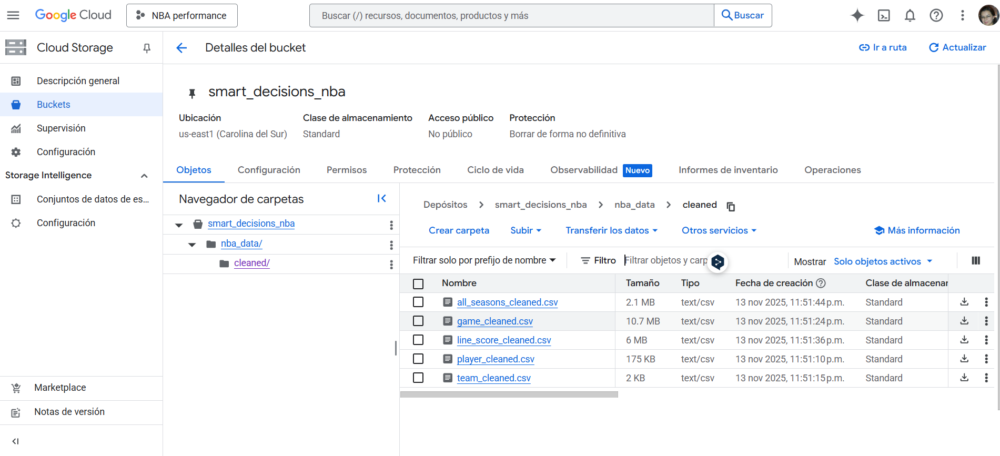 Google Cloud
NBA performance
Buscar (/) recursos, documentos, productos y más
Buscar
Cloud Storage
Descripción general
Buckets
Supervisión
Configuración
Storage Intelligence
Conjuntos de datos de es...
Configuración
Marketplace
Notas de versión
Detalles del bucket
Ir a ruta
Actualizar
smart_decisions_nba
Ubicación Clase de almacenamiento Acceso público Protección
us-east1 (Carolina del Sur) Standard No público Borrar de forma no definitiva
Objetos Configuración Permisos Protección Ciclo de vida Observabilidad Nuevo Informes de inventario Operaciones
Navegador de carpetas
smart_decisions_nba
nba_data/
cleaned/
Depósitos smart_decisions_nba nba_data cleaned
Crear carpeta Subir Transferir los datos Otros servicios Más información
Filtrar solo por prefijo de nombre Filtro Filtrar objetos y carp Mostrar Solo objetos activos
Nombre Tamaño Tipo Fecha de creación Clase de almacenar
all_seasons_cleaned.csv 2.1 MB text/csv 13 nov 2025, 11:51:44 p.m. Standard
game_cleaned.csv 10.7 MB text/csv 13 nov 2025, 11:51:24 p.m. Standard
line_score_cleaned.csv 6 MB text/csv 13 nov 2025, 11:51:36 p.m. Standard
player_cleaned.csv 175 KB text/csv 13 nov 2025, 11:51:10 p.m. Standard
team_cleaned.csv 2 KB text/csv 13 nov 2025, 11:51:15 p.m. Standard